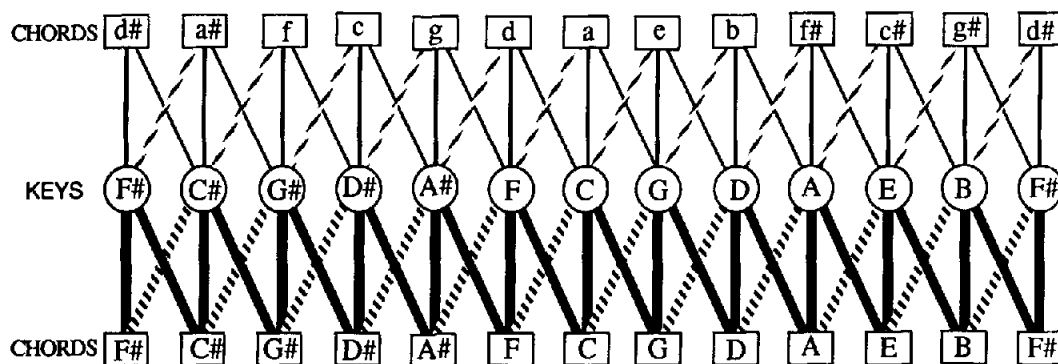 CHORDS d# a# f c g d a e b f# c# g# d#
KEYS F# C# G# D# A# F C G D A E B F#
CHORDS F# C# G# D# A# F C G D A E B F#